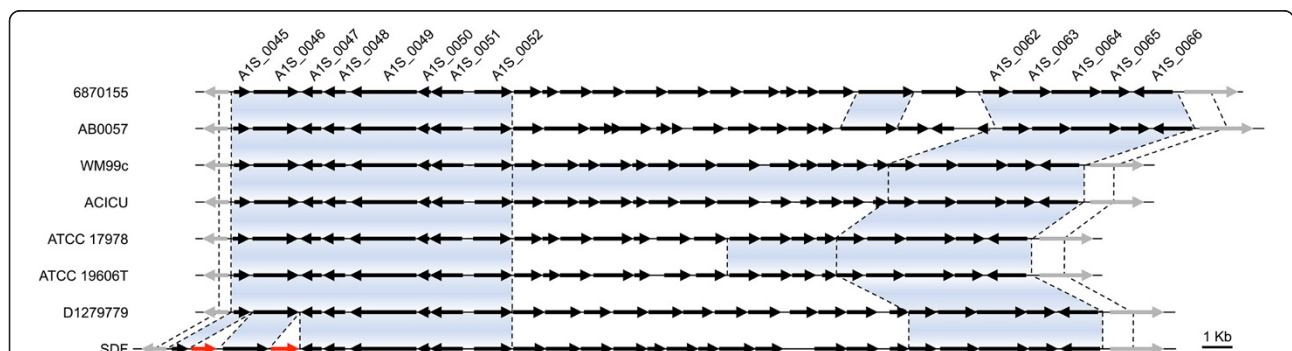 A1S_0045 A1S_0046 A1S_0047 A1S_0048 A1S_0049 A1S_0050 A1S_0051 A1S_0052 A1S_0062 A1S_0063 A1S_0064 A1S_0065 A1S_0066
6870155
AB0057
WM99c
ACICU
ATCC 17978
ATCC 19606T
D1279779
SDF
1 Kb